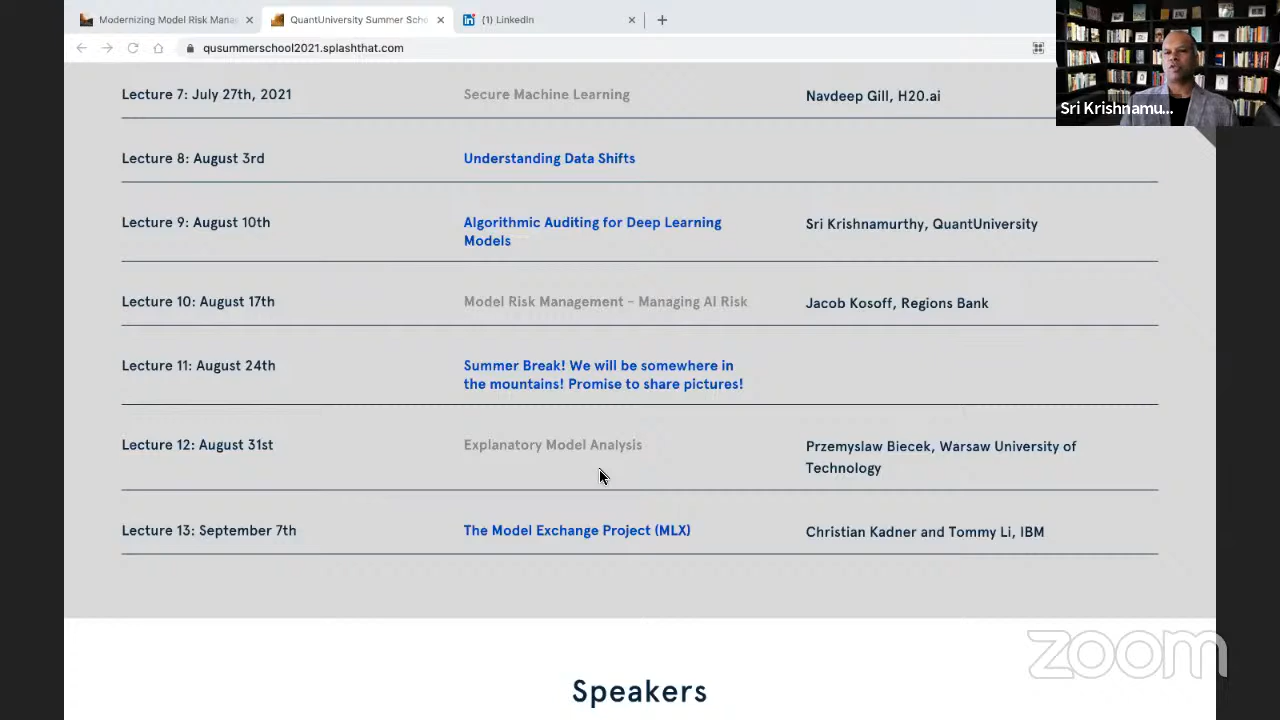 Modernizing Model Risk Mana
QuantUniversity Summer Scho
(1) LinkedIn
qusummerschool2021.splashthat.com
Sri Krishnamu...
Lecture 7: July 27th, 2021
Secure Machine Learning
Navdeep Gill, H20.ai
Lecture 8: August 3rd
Understanding Data Shifts
Lecture 9: August 10th
Algorithmic Auditing for Deep Learning
Models
Sri Krishnamurthy, QuantUniversity
Lecture 10: August 17th
Model Risk Management - Managing AI Risk
Jacob Kosoff, Regions Bank
Lecture 11: August 24th
Summer Break! We will be somewhere in
the mountains! Promise to share pictures!
Lecture 12: August 31st
Explanatory Model Analysis
Przemyslaw Biecek, Warsaw University of
Technology
Lecture 13: September 7th
The Model Exchange Project (MLX)
Christian Kadner and Tommy Li, IBM
zoom
Speakers